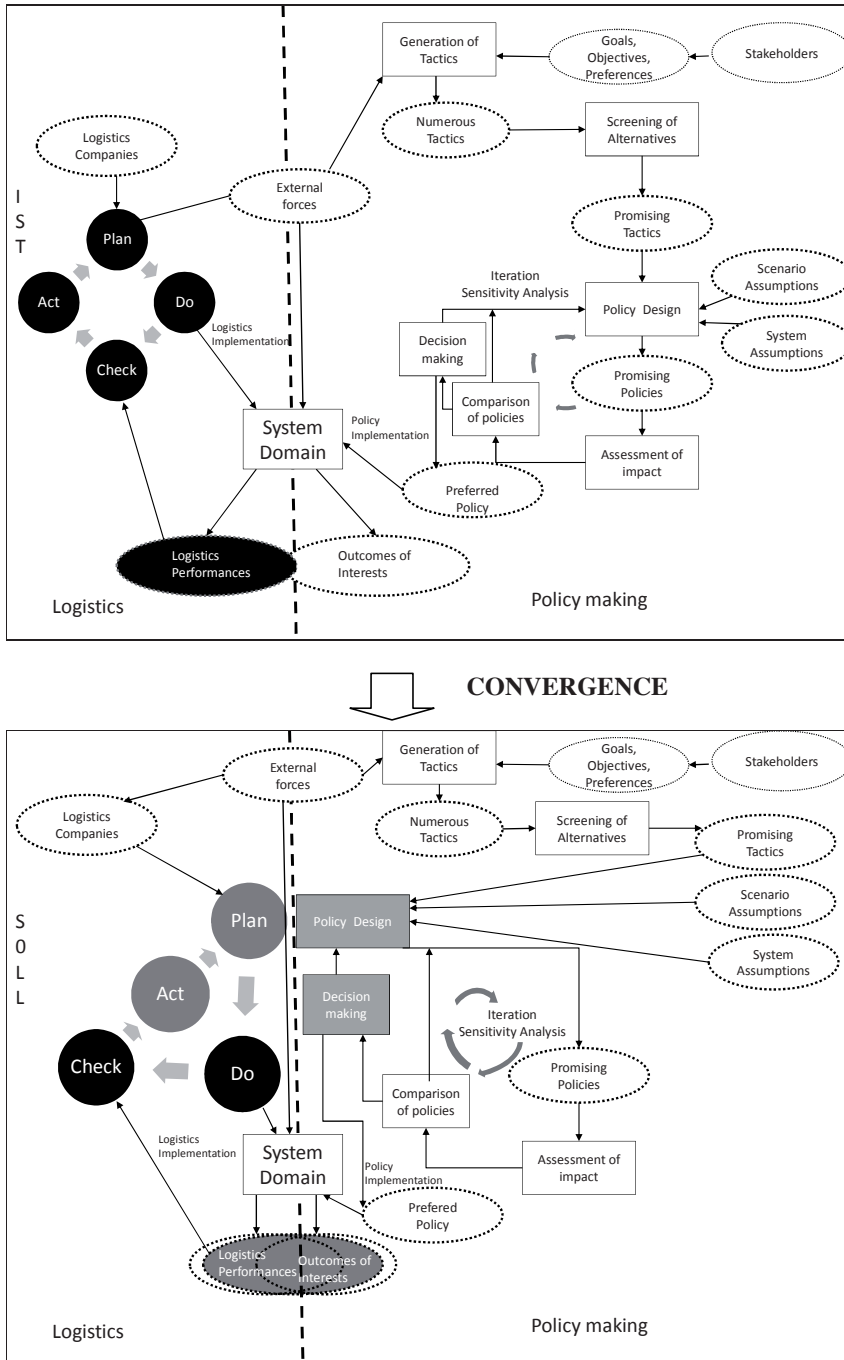 Generation of
Tactics
Goals,
Objectives,
Preferences
Stakeholders
Numerous
Tactics
Screening of
Alternatives
Logistics
Companies
External
forces
I
S
T
Plan
Act
Do
Check
Logistics
Implementation
Promising
Tactics
Iteration
Sensitivity Analysis
Policy Design
Scenario
Assumptions
System
Assumptions
Decision
making
Comparison
of policies
Promising
Policies
System
Domain
Policy
Implementation
Assessment of
impact
Preferred
Policy
Logistics
Performances
Outcomes of
Interests
Logistics
Policy making
CONVERGENCE
External
forces
Generation of
Tactics
Goals,
Objectives,
Preferences
Stakeholders
Logistics
Companies
Numerous
Tactics
Screening of
Alternatives
Promising
Tactics
S
0
L
L
Plan
Policy Design
Scenario
Assumptions
System
Assumptions
Act
Decision
making
Iteration
Sensitivity Analysis
Check
Do
Comparison
of policies
Promising
Policies
Logistics
Implementation
System
Domain
Policy
Implementation
Assessment of
impact
Prefered
Policy
Logistics
Performances
Outcomes of
Interests
Logistics
Policy making